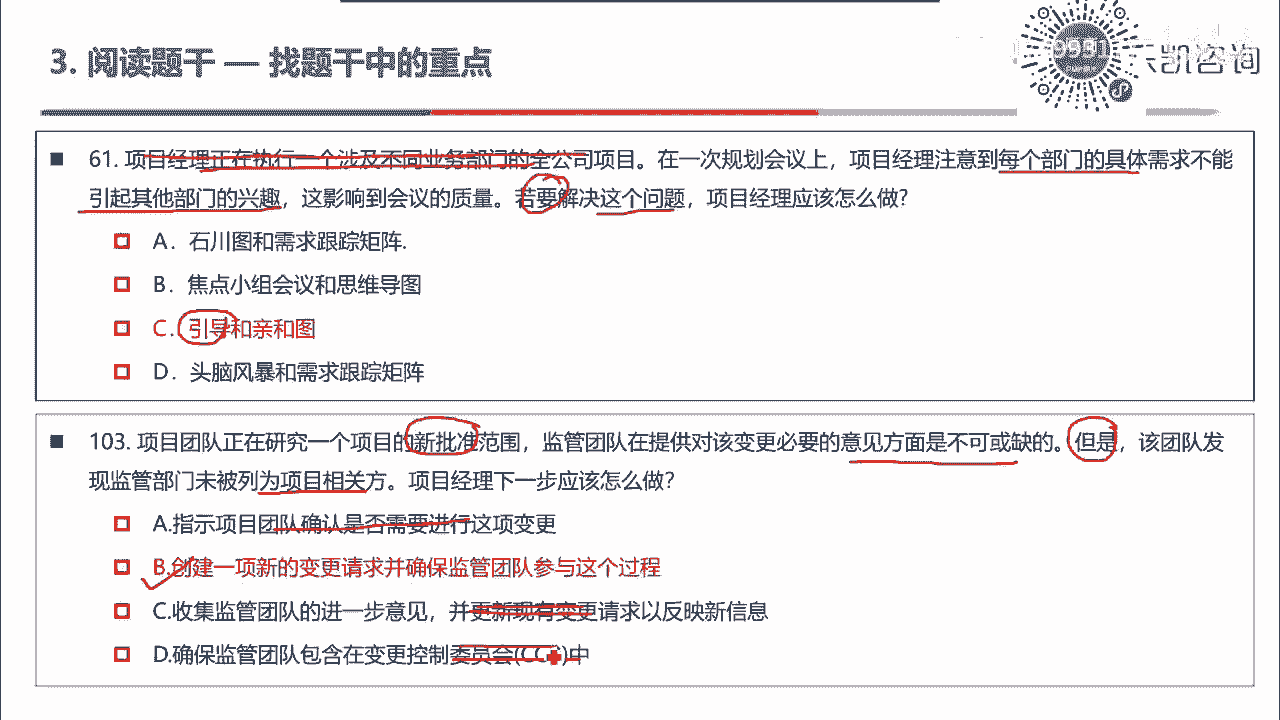 3. 阅读题干 — 找题干中的重点
9991
凯咨询
61. 项目经理正在执行一个涉及不同业务部门的全公司项目。在一次规划会议上，项目经理注意到每个部门的具体需求不能
引起其他部门的兴趣，这影响到会议的质量。若要解决这个问题，项目经理应该怎么做?
A．石川图和需求跟踪矩阵.
B．焦点小组会议和思维导图
C．引导和亲和图
D．头脑风暴和需求跟踪矩阵
103. 项目团队正在研究一个项目的新批准范围，监管团队在提供对该变更必要的意见方面是不可或缺的。但是，该团队发
现监管部门未被列为项目相关方。项目经理下一步应该怎么做?
A.指示项目团队确认是否需要进行这项变更
B.创建一项新的变更请求并确保监管团队参与这个过程
C.收集监管团队的进一步意见，并更新现有变更请求以反映新信息
D.确保监管团队包含在变更控制委员会(CCB)中